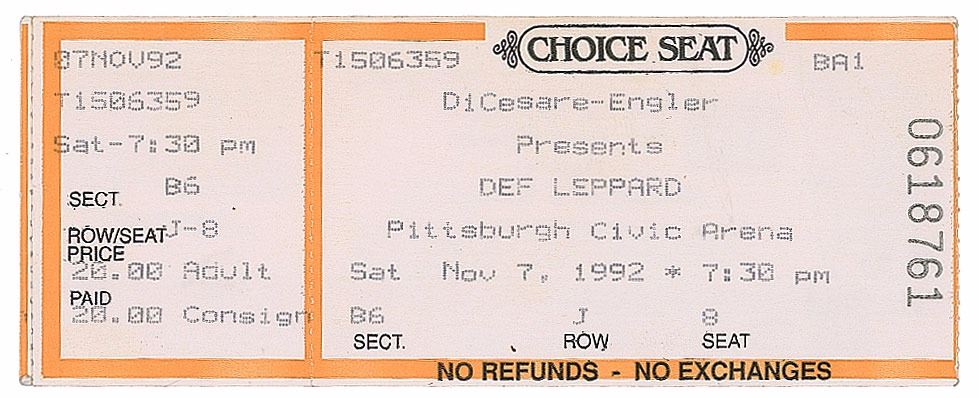 07NOV92
T1506359
Sat-7:30 pm
B6
SECT.
J-8
ROW/SEAT
PRICE
20.00 Adult
PAID
20.00 Consign
T1506359
CHOICE SEAT
BA1
DiCesare-Engler
Presents
DEF LEPPARD
Pittsburgh Civic Arena
Sat Nov 7, 1992 * 7:30 pm
B6 J 8
SECT. ROW SEAT
NO REFUNDS - NO EXCHANGES
0618761